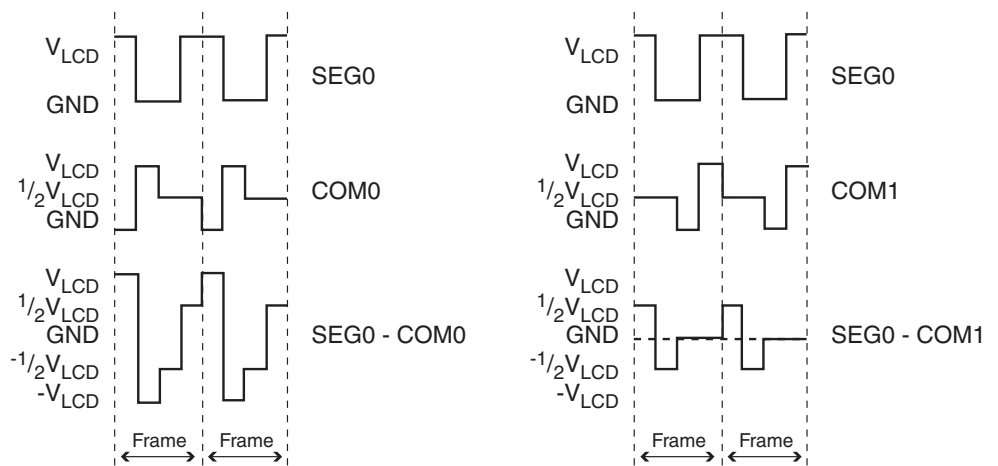 V_LCD
GND
SEG0
V_LCD
1/2V_LCD
GND
COM0
V_LCD
1/2V_LCD
GND
-1/2V_LCD
-V_LCD
SEG0 - COM0
Frame
Frame
V_LCD
GND
SEG0
V_LCD
1/2V_LCD
GND
COM1
V_LCD
1/2V_LCD
GND
-1/2V_LCD
-V_LCD
SEG0 - COM1
Frame
Frame